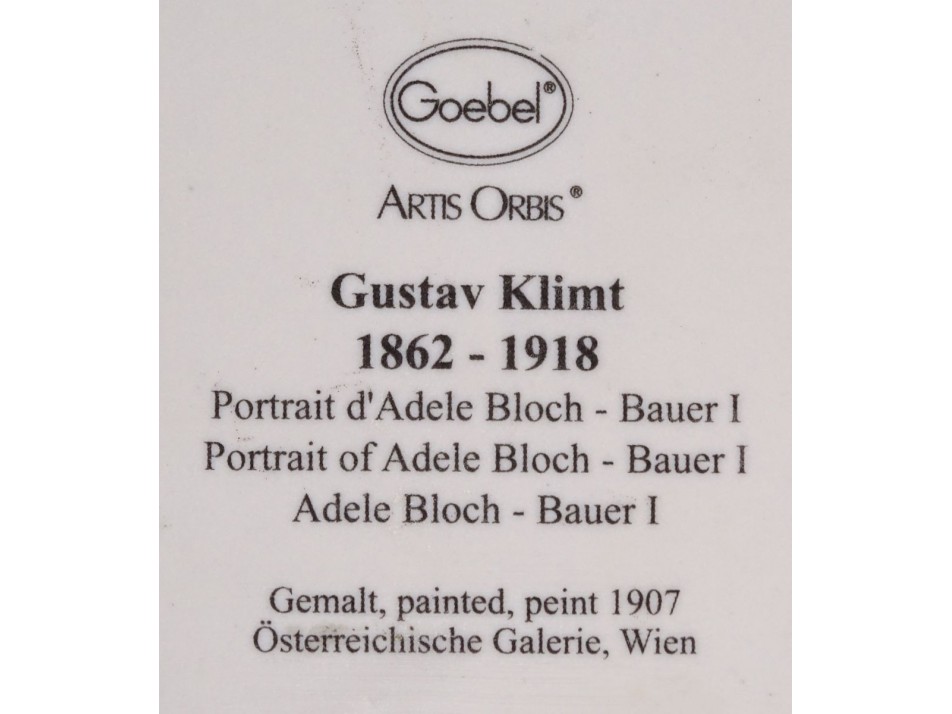 Goebel®
ARTIS ORBIS®
Gustav Klimt
1862 - 1918
Portrait d'Adele Bloch - Bauer I
Portrait of Adele Bloch - Bauer I
Adele Bloch - Bauer I
Gemalt, painted, peint 1907
Österreichische Galerie, Wien